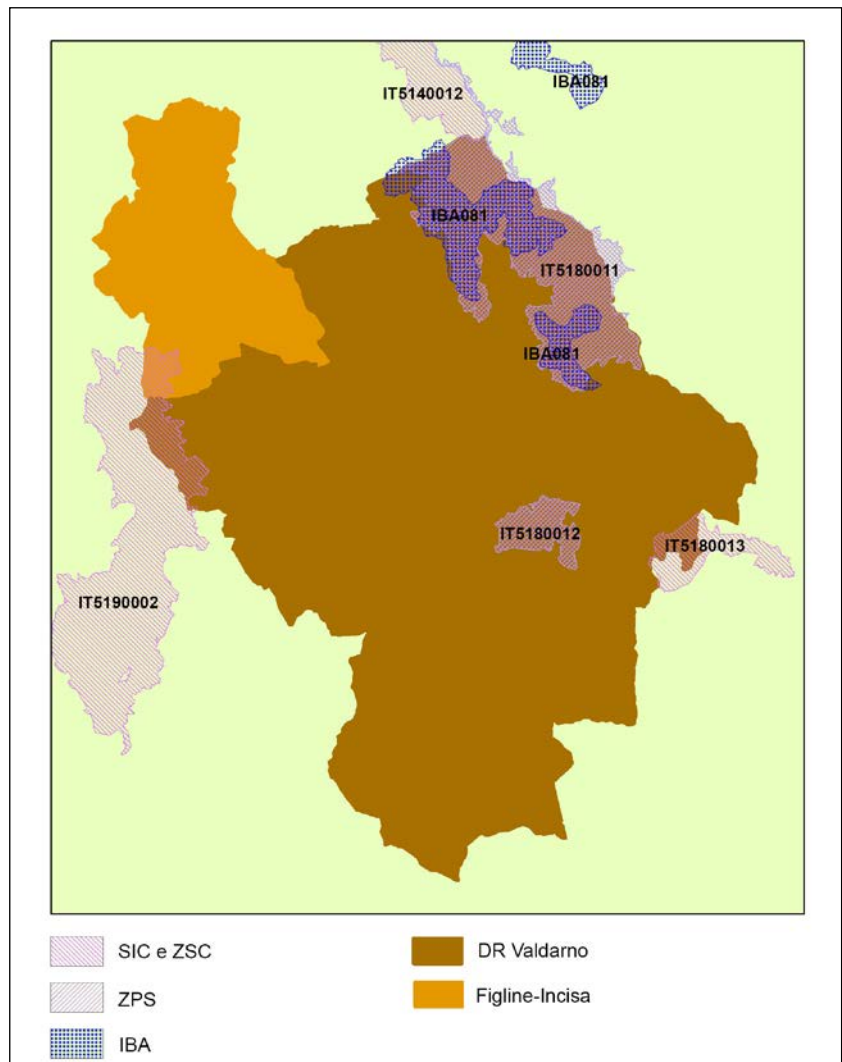 IBA081
IT5140012
IBA081
IT5180011
IBA081
IT5180012
IT5180013
IT5190002
SIC e ZSC
DR Valdarno
ZPS
Figline-Incisa
IBA